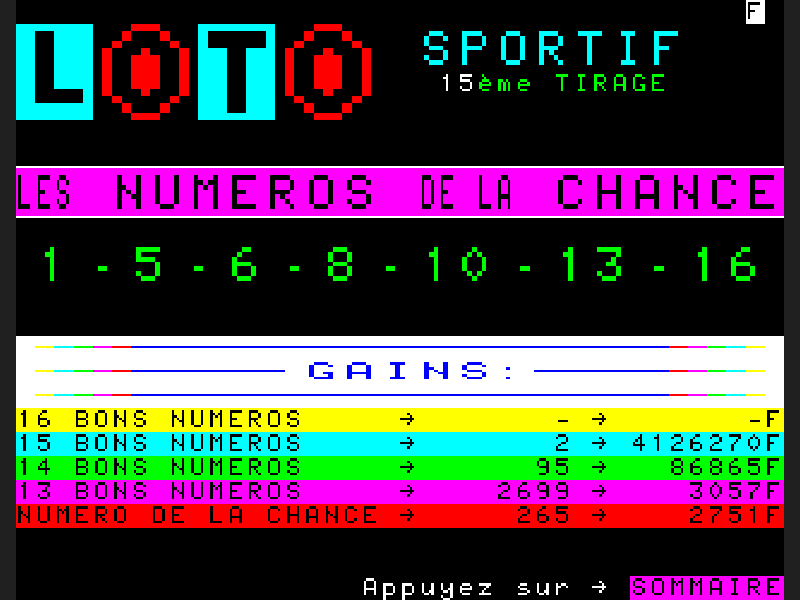 F
LOTO SPORTIF
15ème TIRAGE
LES NUMEROS DE LA CHANCE
1 - 5 - 6 - 8 - 10 - 13 - 16
GAINS:
16 BONS NUMEROS → - → -F
15 BONS NUMEROS → 2 → 4126270F
14 BONS NUMEROS → 95 → 86865F
13 BONS NUMEROS → 2699 → 3057F
NUMERO DE LA CHANCE → 265 → 2751F
Appuyez sur → SOMMAIRE